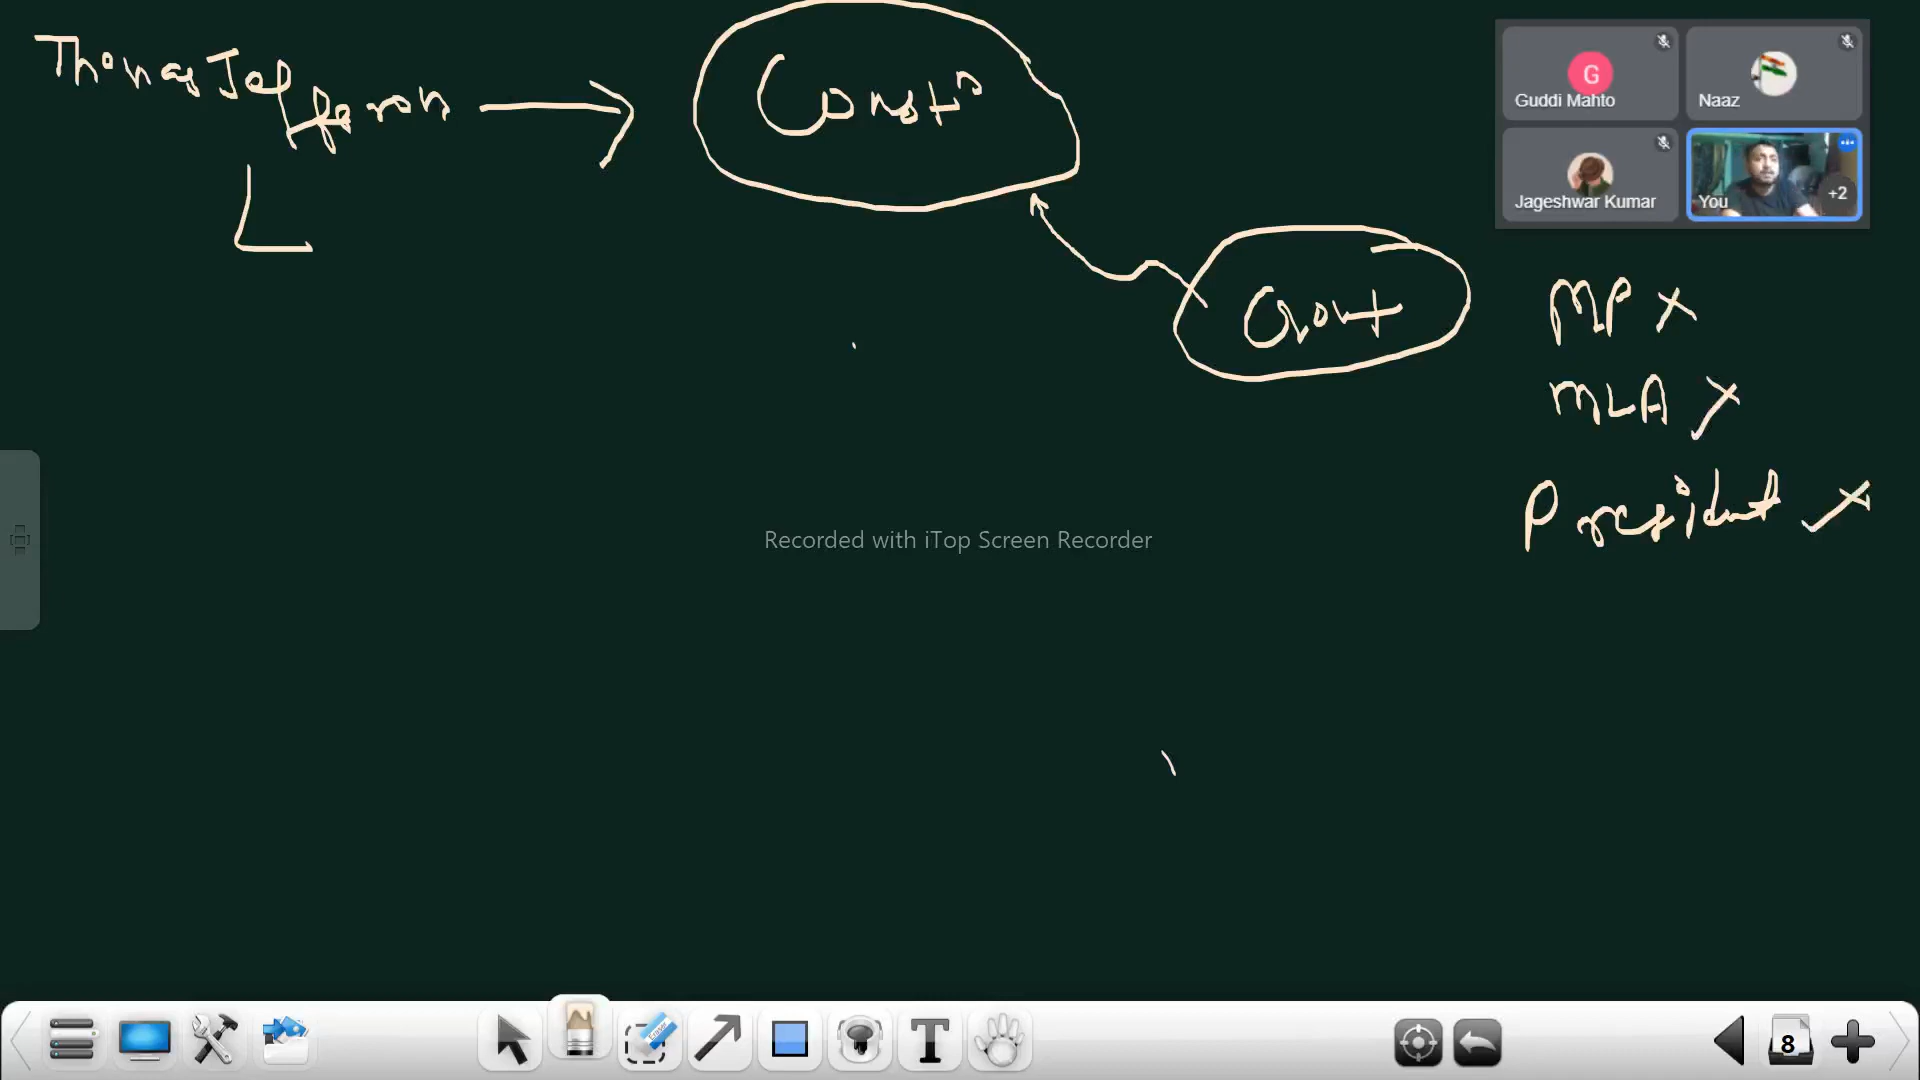 Thomas Jefferson → Constn
Govt
MP X
MLA X
President X
G
Guddi Mahto
Naaz
Jageshwar Kumar
You
+2
Recorded with iTop Screen Recorder
Eraser
T
8